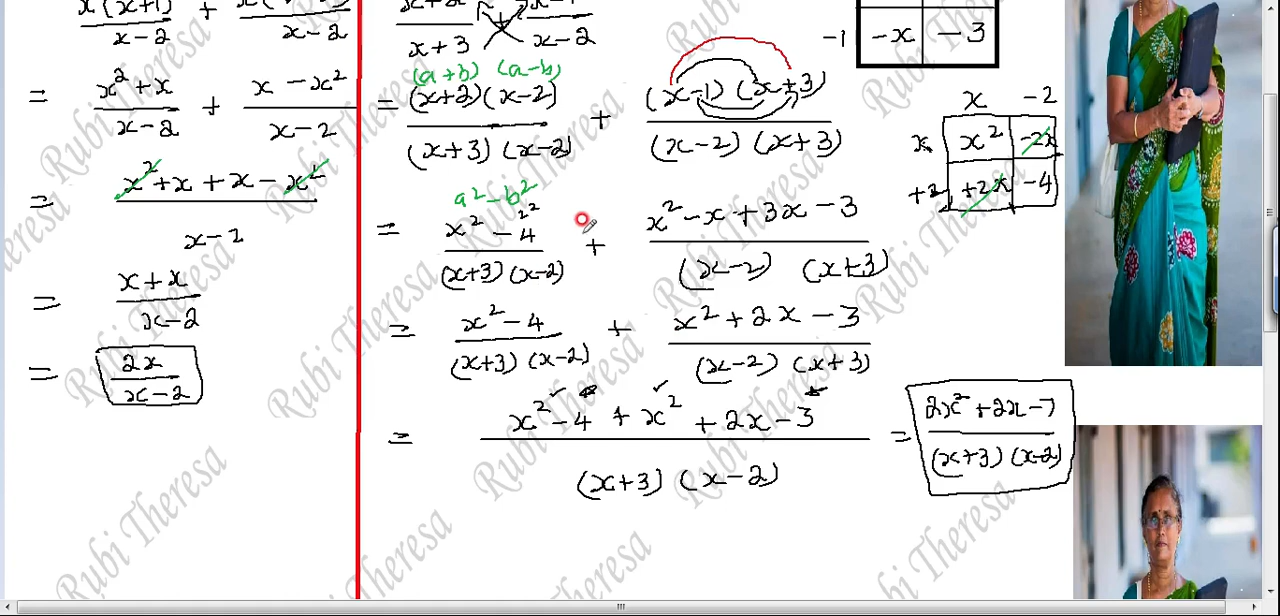 x(x+1)/x-2 +
x-2
= x² + x/x-2 + x - x²/x-2
= x² + x + x - x²/x-2
= x + x/x-2
= 2x/x-2
x+3 x-2
(a+b) (a-b)
= (x+2)(x-2)/(x+3)(x-2) + (x-1)(x+3)/(x-2)(x+3)
a² - b²
2²
= x² - 4/(x+3)(x-2) + x² - x + 3x - 3/(x-2)(x+3)
= x² - 4/(x+3)(x-2) + x² + 2x - 3/(x-2)(x+3)
= x² - 4 + x² + 2x - 3/(x+3)(x-2) = 2x² + 2x - 7/(x+3)(x-2)
-1 -x -3
x -2
x x² -2x
+2 +2x -4
Rubi Theresa